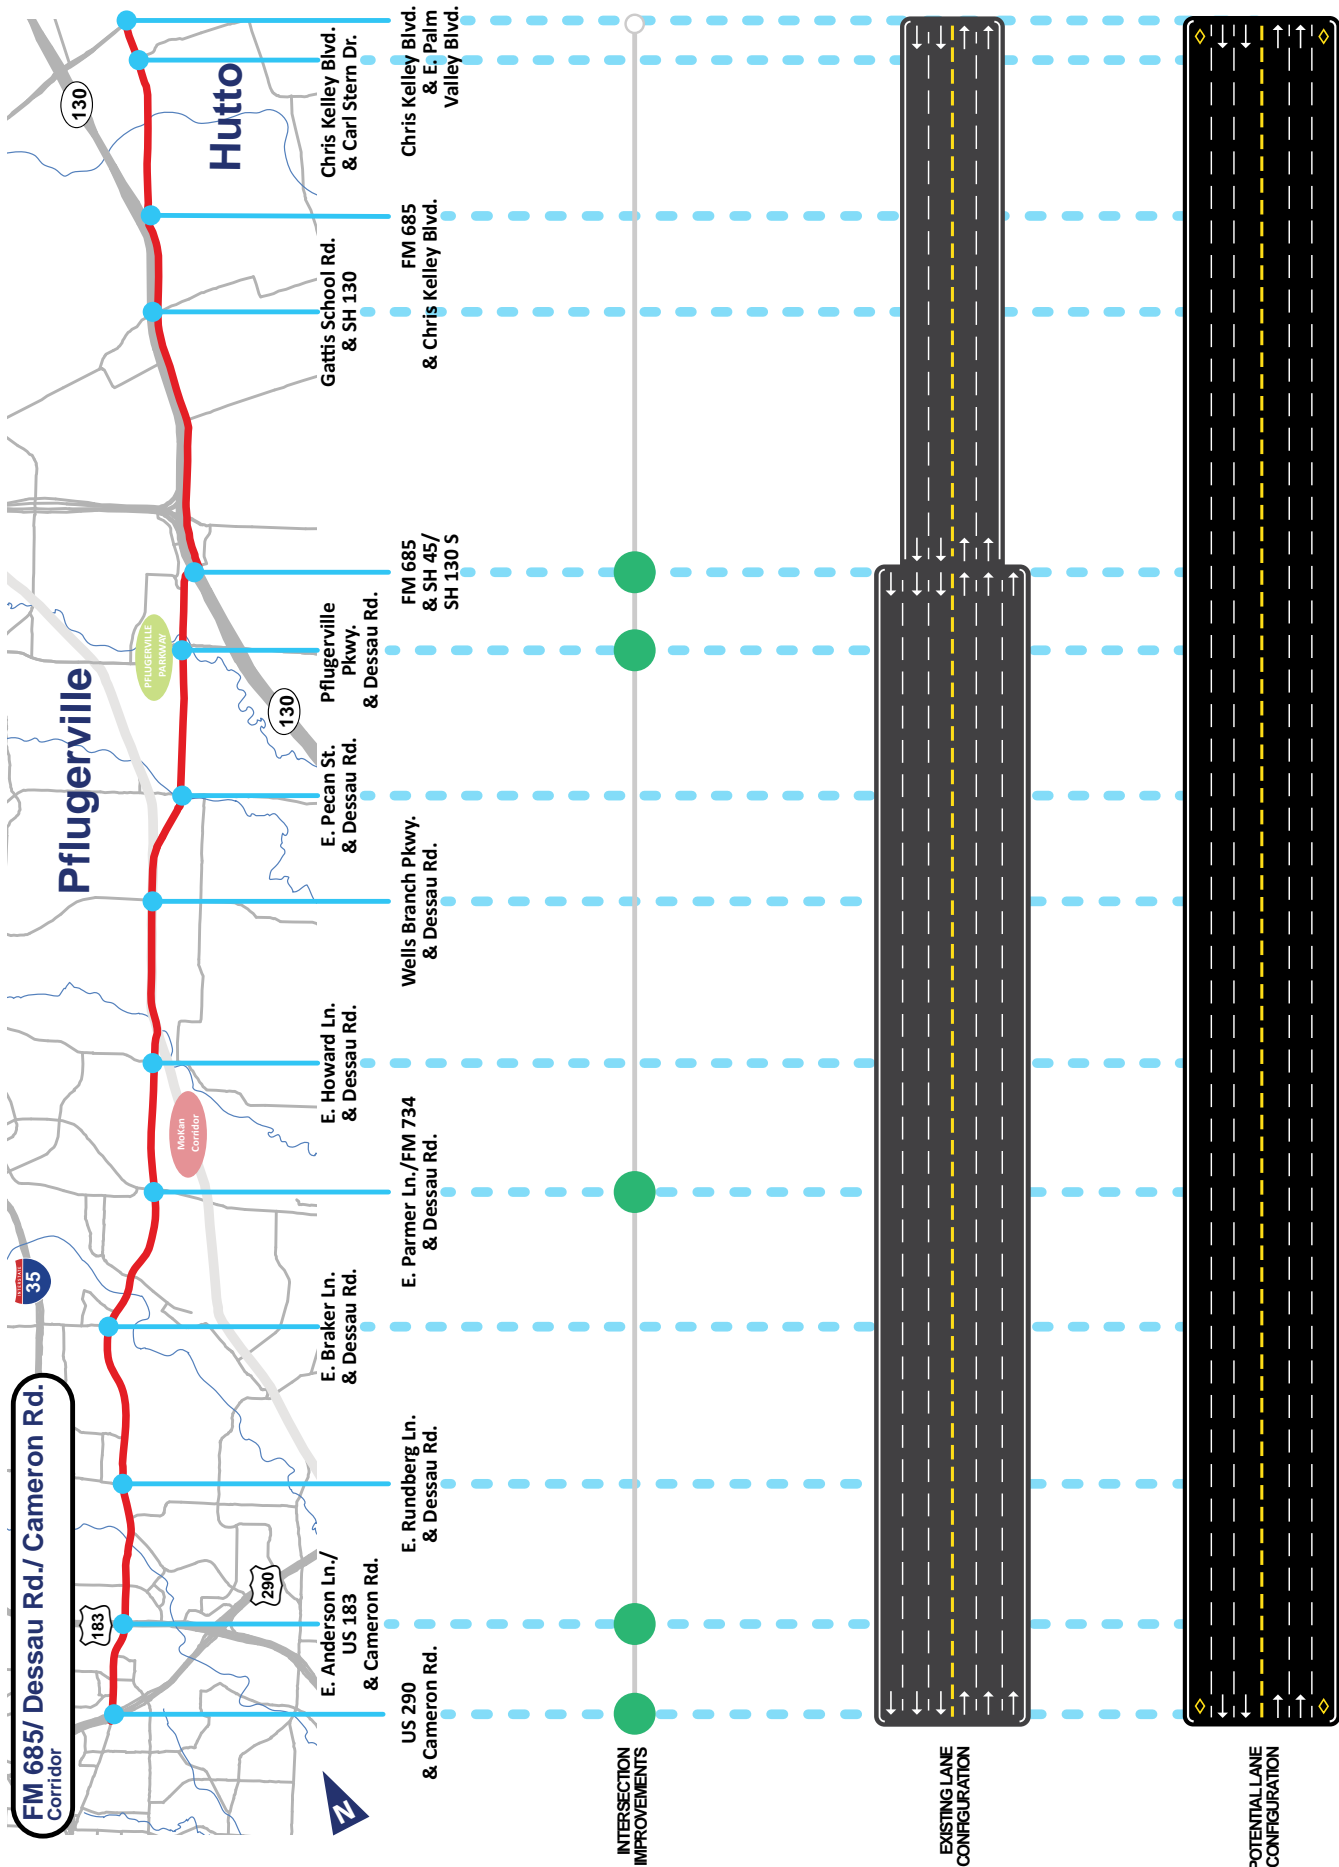 FM 685/ Dessau Rd./ Cameron Rd.
Corridor
INTERSTATE
35
183
290
MoKan
Corridor
Pflugerville
PFLUGERVILLE
PARKWAY
130
130
Hutto
N
US 290
& Cameron Rd.
E. Anderson Ln./
US 183
& Cameron Rd.
E. Rundberg Ln.
& Dessau Rd.
E. Braker Ln.
& Dessau Rd.
E. Parmer Ln./FM 734
& Dessau Rd.
E. Howard Ln.
& Dessau Rd.
Wells Branch Pkwy.
& Dessau Rd.
E. Pecan St.
& Dessau Rd.
Pflugerville
Pkwy.
& Dessau Rd.
FM 685
& SH 45/
SH 130 S
Gattis School Rd.
& SH 130
FM 685
& Chris Kelley Blvd.
Chris Kelley Blvd.
& Carl Stern Dr.
Chris Kelley Blvd.
& E. Palm
Valley Blvd.
INTERSECTION
IMPROVEMENTS
EXISTING LANE
CONFIGURATION
POTENTIAL LANE
CONFIGURATION